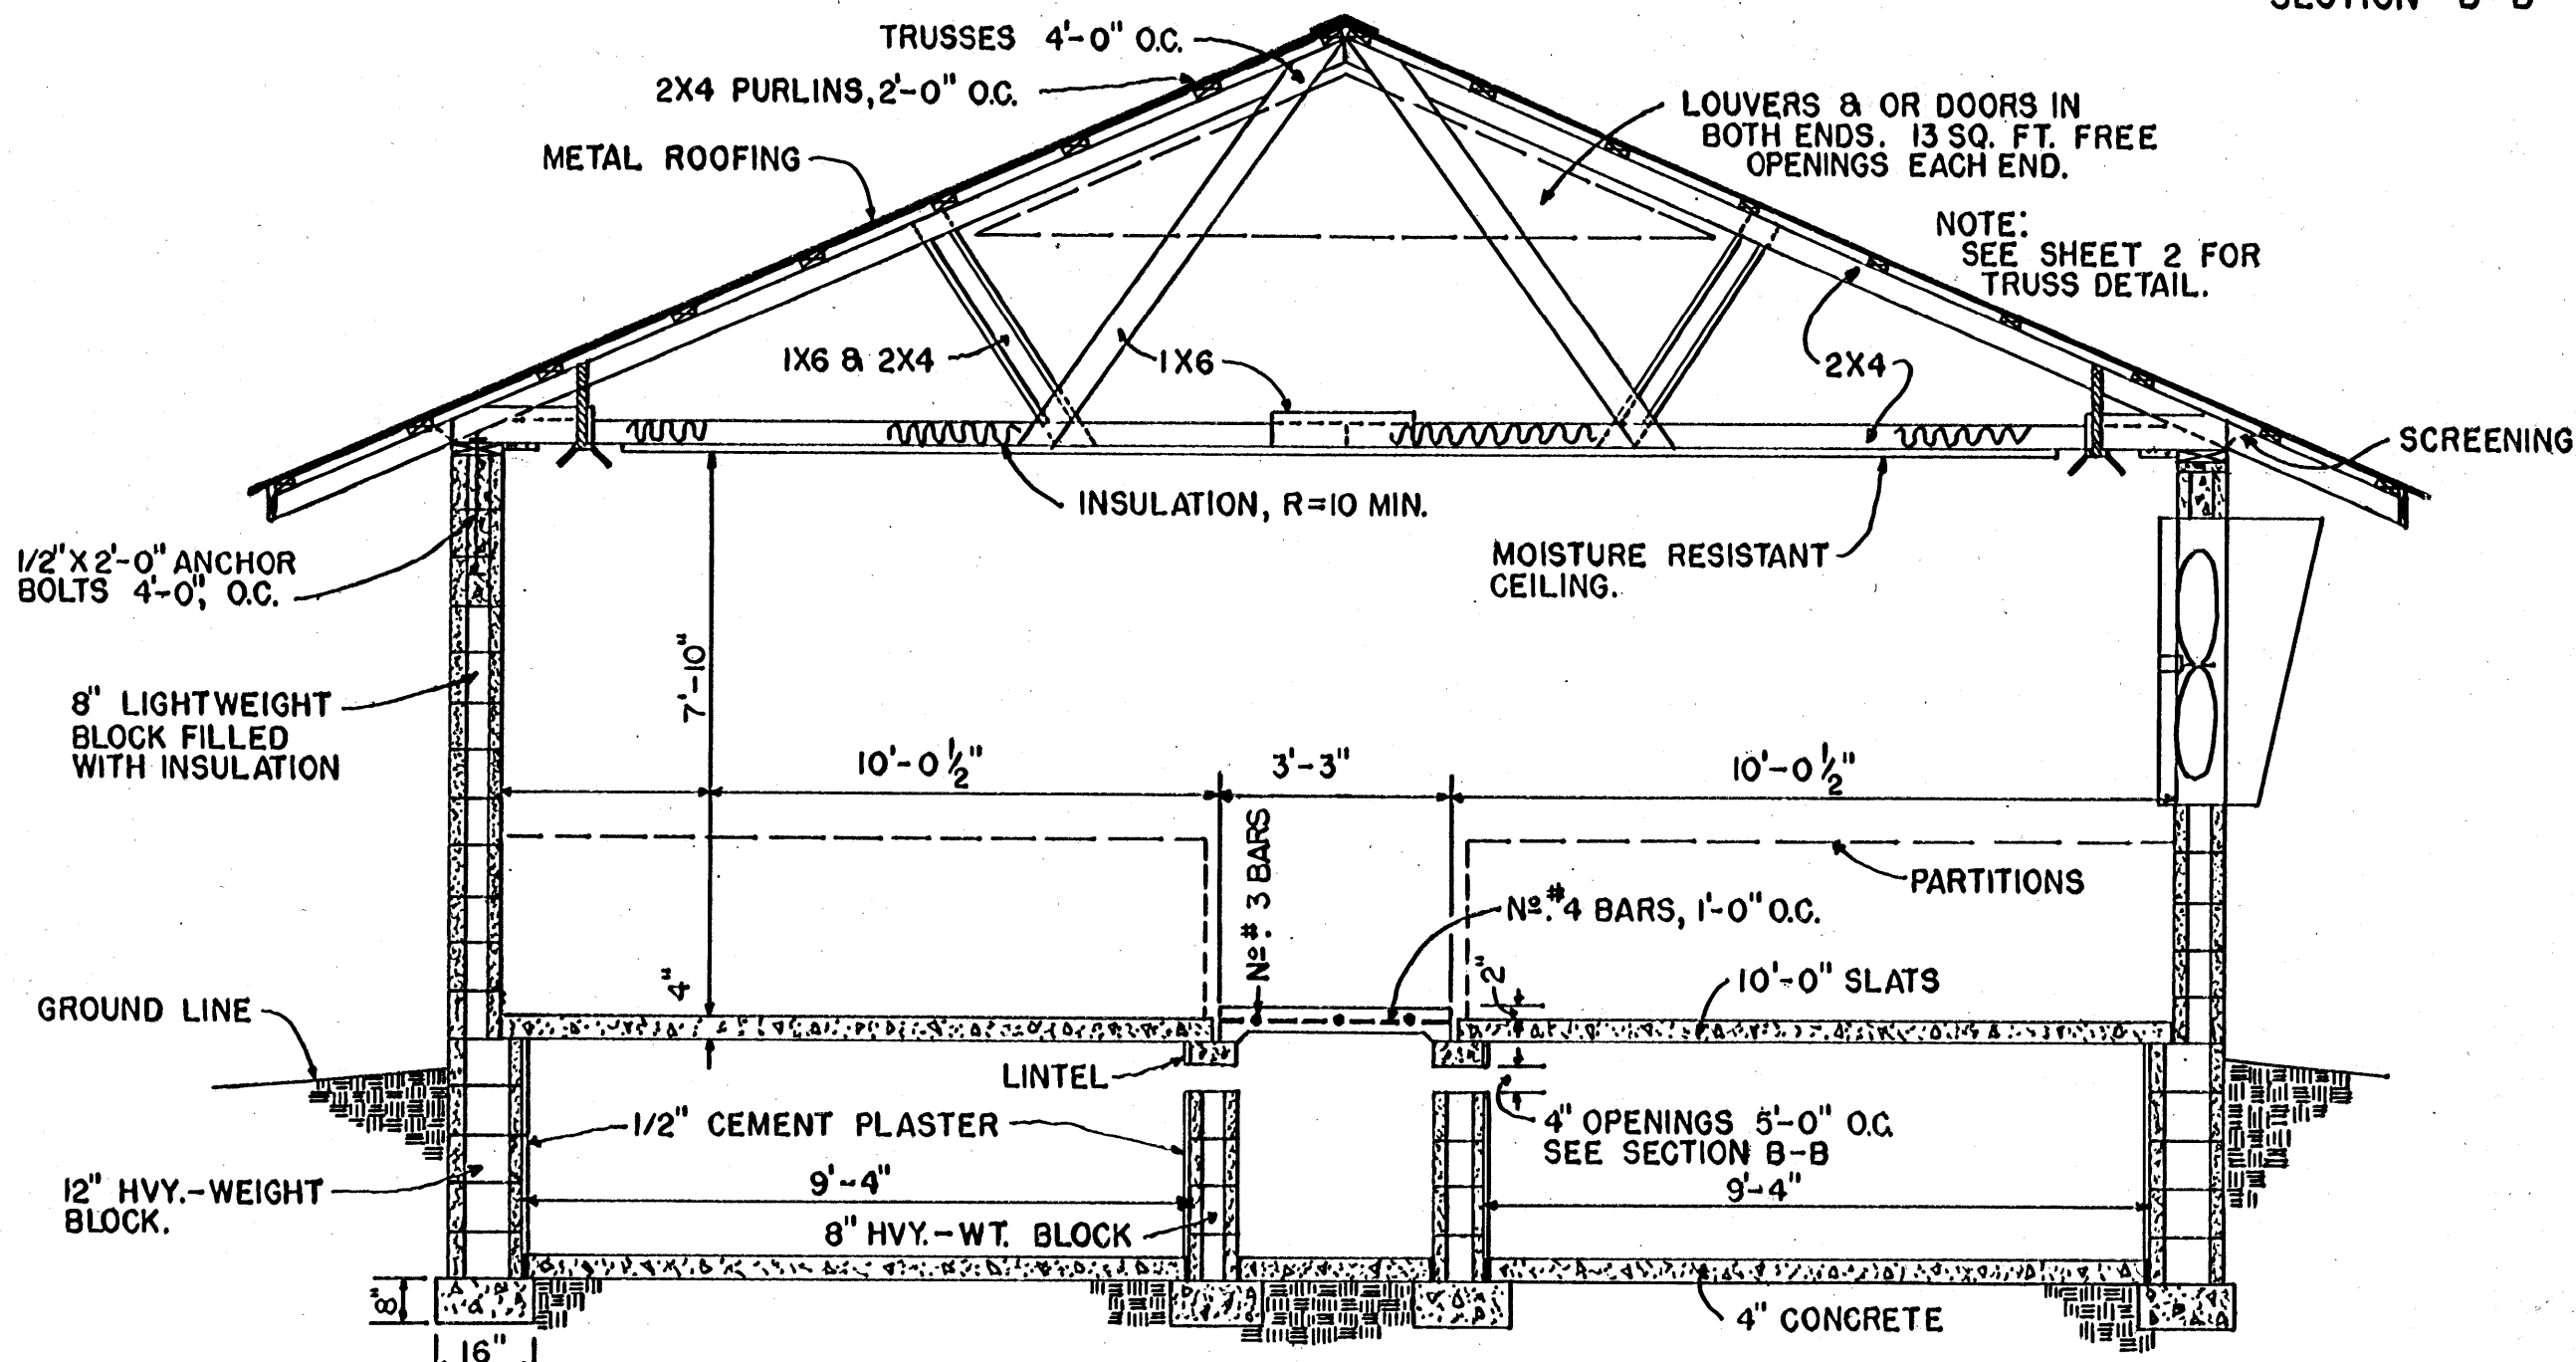 SECTION B-B
TRUSSES 4'-0" O.C.
2X4 PURLINS, 2'-0" O.C.
METAL ROOFING
LOUVERS & OR DOORS IN
BOTH ENDS. 13 SQ. FT. FREE
OPENINGS EACH END.
NOTE:
SEE SHEET 2 FOR
TRUSS DETAIL.
1X6 & 2X4
1X6
2X4
SCREENING
INSULATION, R=10 MIN.
MOISTURE RESISTANT
CEILING.
1/2" X 2'-0" ANCHOR
BOLTS 4'-0", O.C.
7'-10"
8" LIGHTWEIGHT
BLOCK FILLED
WITH INSULATION
10'-0 1/2"
3'-3"
10'-0 1/2"
Nº.# 3 BARS
PARTITIONS
Nº.#4 BARS, 1'-0" O.C.
4"
2"
10'-0" SLATS
GROUND LINE
LINTEL
1/2" CEMENT PLASTER
4" OPENINGS 5'-0" O.C.
SEE SECTION B-B
12" HVY.-WEIGHT
BLOCK.
9'-4"
9'-4"
8" HVY.-WT. BLOCK
8"
4" CONCRETE
16"